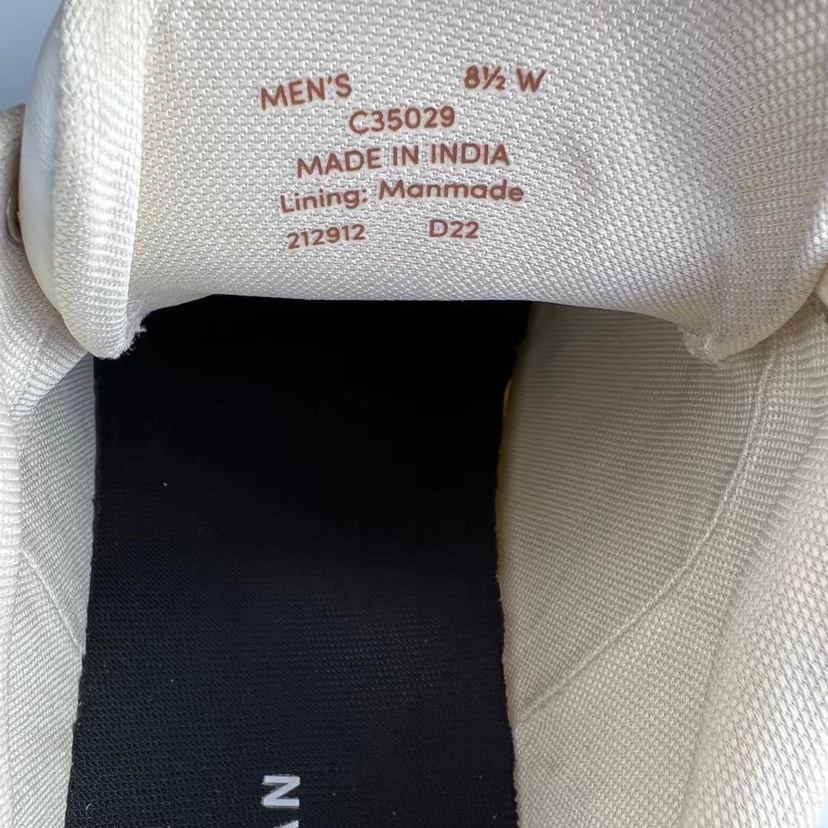 MEN'S 8½ W
C35029
MADE IN INDIA
Lining: Manmade
212912 D22
N